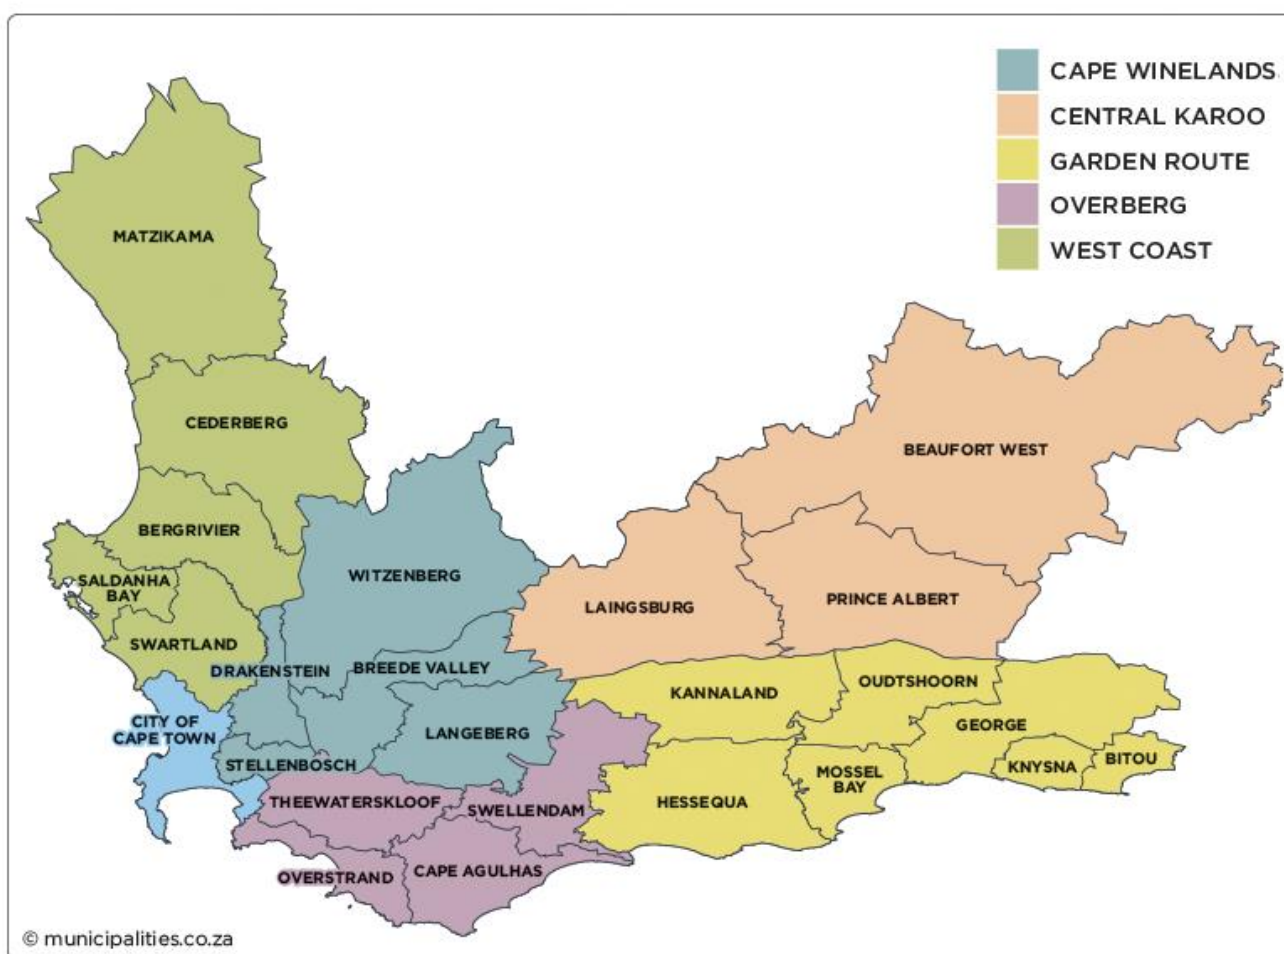 CAPE WINELANDS
CENTRAL KAROO
GARDEN ROUTE
OVERBERG
WEST COAST
MATZIKAMA
CEDERBERG
BEAUFORT WEST
BERGRIVIER
WITZENBERG
SALDANHA
BAY
LAINGSBURG
PRINCE ALBERT
SWARTLAND
DRAKENSTEIN
BREEDE VALLEY
KANNALAND
OUDTSHOORN
CITY OF
CAPE TOWN
LANGEBERG
GEORGE
STELLENBOSCH
MOSSEL
BAY
KNYSNA
BITOU
THEEWATERSKLOOF
SWELLENDAM
HESSEQUA
OVERSTRAND
CAPE AGULHAS
© municipalities.co.za